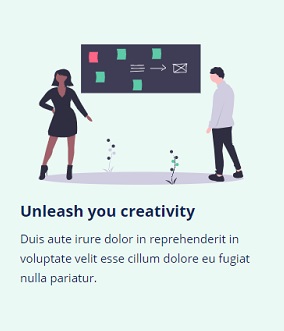 Unleash you creativity
Duis aute irure dolor in reprehenderit in
voluptate velit esse cillum dolore eu fugiat
nulla pariatur.